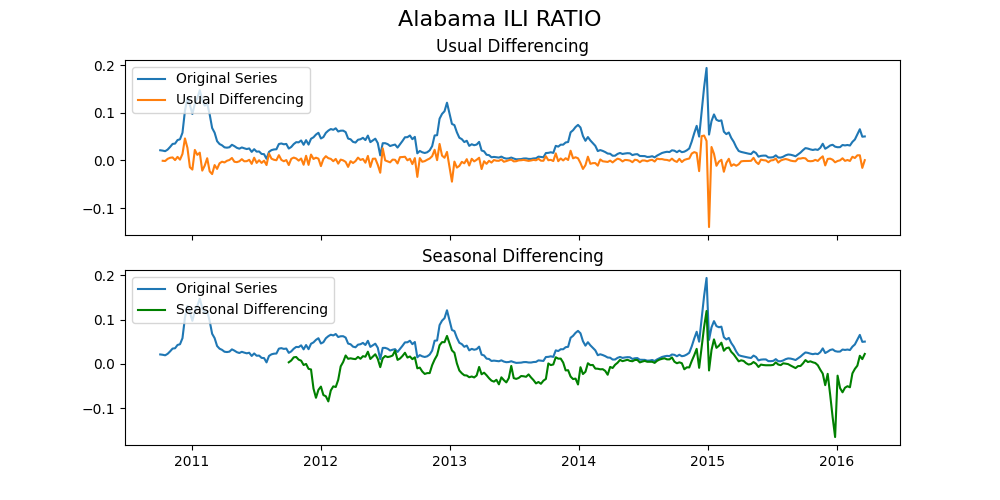 Alabama ILI RATIO
Usual Differencing
0.2
0.1
0.0
−0.1
Original Series
Usual Differencing
Seasonal Differencing
0.2
0.1
0.0
−0.1
Original Series
Seasonal Differencing
2011 2012 2013 2014 2015 2016